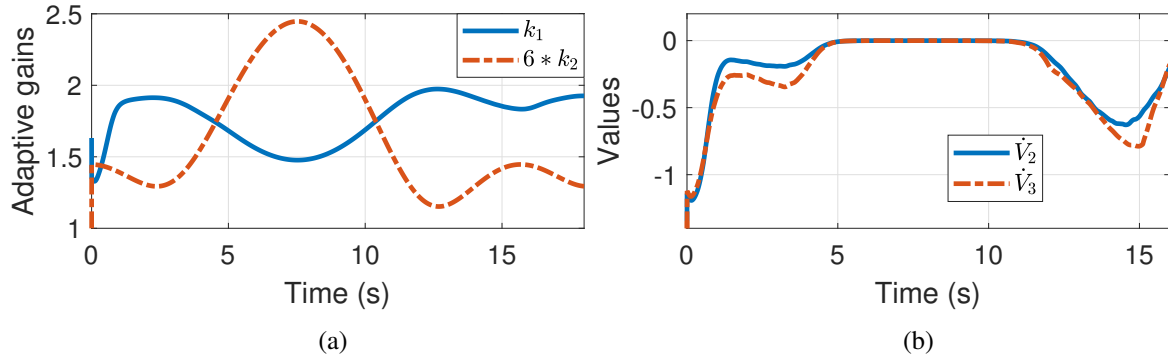 2.5
2
1.5
1
0
5
10
15
Adaptive gains
Time (s)
k₁
6 * k₂
(a)
0
-0.5
-1
0
5
10
15
Values
Time (s)
V̇₂
V̇₃
(b)